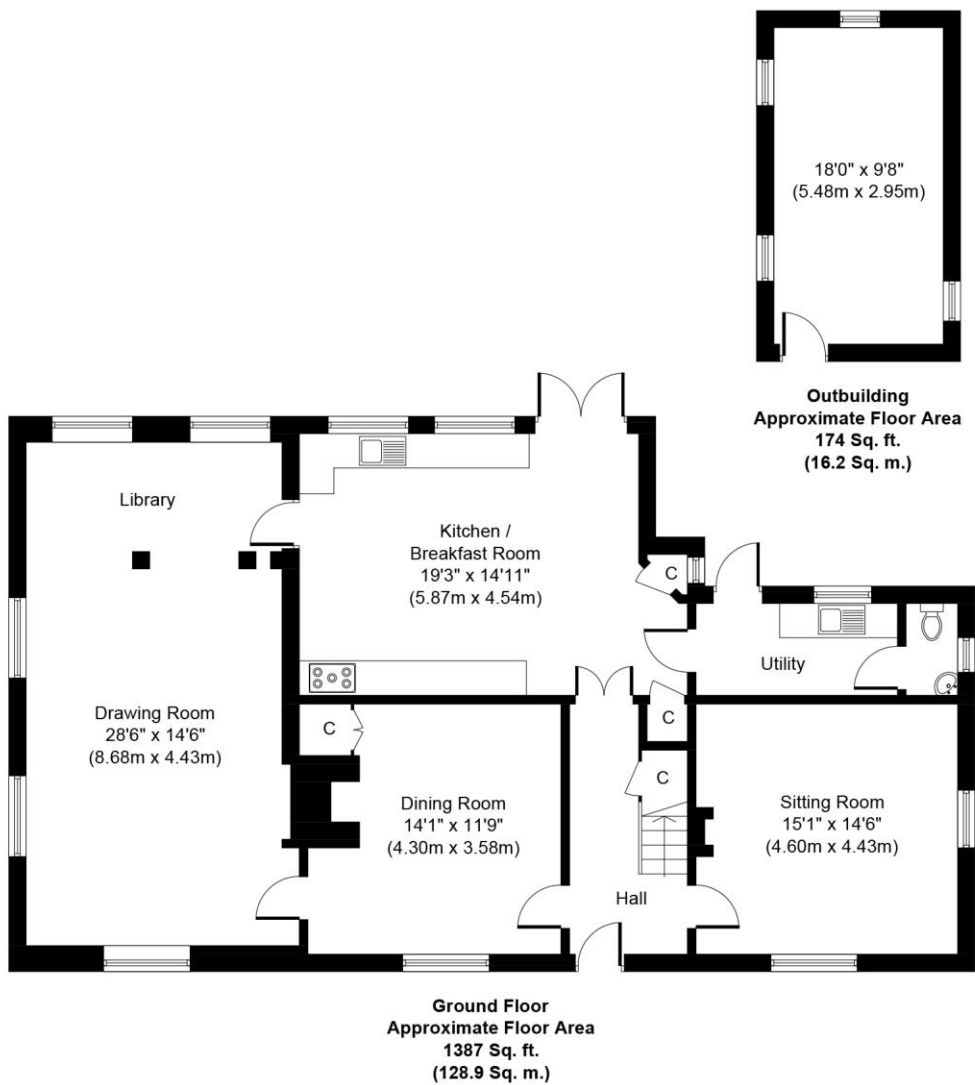 18'0" x 9'8"
(5.48m x 2.95m)
Outbuilding
Approximate Floor Area
174 Sq. ft.
(16.2 Sq. m.)
Library
Kitchen /
Breakfast Room
19'3" x 14'11"
(5.87m x 4.54m)
C
Utility
Drawing Room
28'6" x 14'6"
(8.68m x 4.43m)
C
C
C
Dining Room
14'1" x 11'9"
(4.30m x 3.58m)
Sitting Room
15'1" x 14'6"
(4.60m x 4.43m)
Hall
Ground Floor
Approximate Floor Area
1387 Sq. ft.
(128.9 Sq. m.)